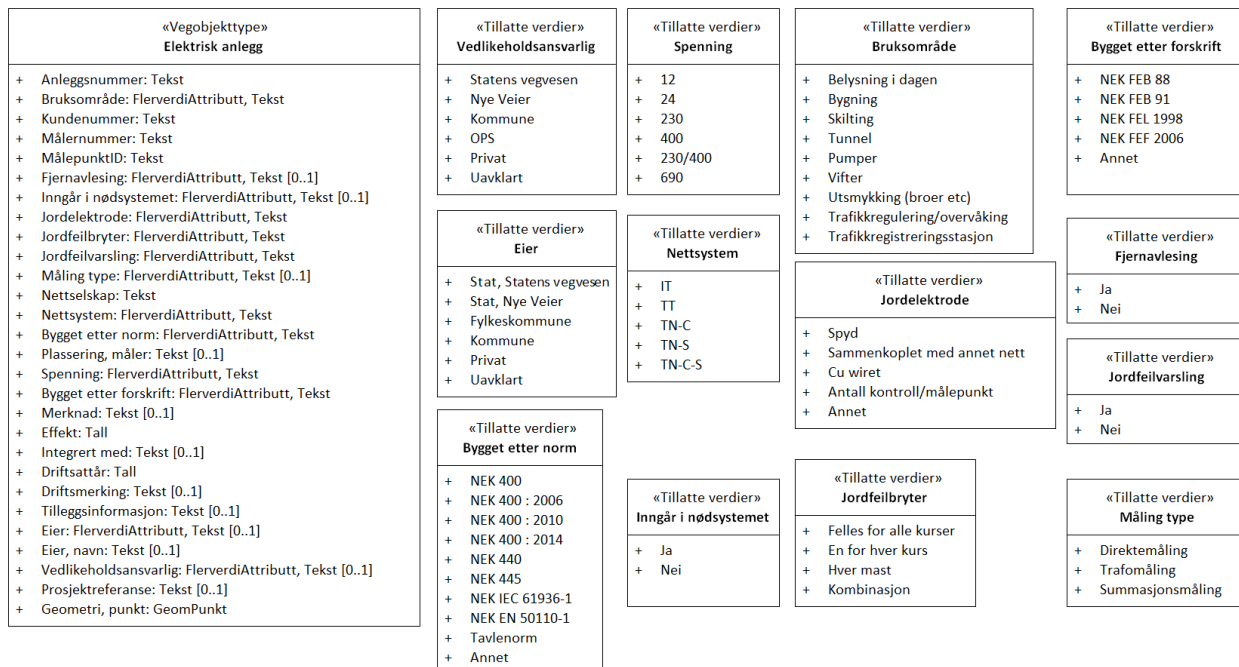 «Vegobjekttype»
Elektrisk anlegg
+ Anleggsnummer: Tekst
+ Bruksområde: FlerverdiAttributt, Tekst
+ Kundenummer: Tekst
+ Målernummer: Tekst
+ MålepunktID: Tekst
+ Fjernavlesing: FlerverdiAttributt, Tekst [0..1]
+ Inngår i nødsystemet: FlerverdiAttributt, Tekst [0..1]
+ Jordelektrode: FlerverdiAttributt, Tekst
+ Jordfeilbryter: FlerverdiAttributt, Tekst
+ Jordfeilvarsling: FlerverdiAttributt, Tekst
+ Måling type: FlerverdiAttributt, Tekst [0..1]
+ Nettselskap: Tekst
+ Nettsystem: FlerverdiAttributt, Tekst
+ Bygget etter norm: FlerverdiAttributt, Tekst
+ Plassering, måler: Tekst [0..1]
+ Spenning: FlerverdiAttributt, Tekst
+ Bygget etter forskrift: FlerverdiAttributt, Tekst
+ Merknad: Tekst [0..1]
+ Effekt: Tall
+ Integrert med: Tekst [0..1]
+ Driftsattår: Tall
+ Driftsmerking: Tekst [0..1]
+ Tilleggsinformasjon: Tekst [0..1]
+ Eier: FlerverdiAttributt, Tekst [0..1]
+ Eier, navn: Tekst [0..1]
+ Vedlikeholdsansvarlig: FlerverdiAttributt, Tekst [0..1]
+ Prosjektreferanse: Tekst [0..1]
+ Geometri, punkt: GeomPunkt
«Tillatte verdier»
Vedlikeholdsansvarlig
+ Statens vegvesen
+ Nye Veier
+ Kommune
+ OPS
+ Privat
+ Uavklart
«Tillatte verdier»
Eier
+ Stat, Statens vegvesen
+ Stat, Nye Veier
+ Fylkeskommune
+ Kommune
+ Privat
+ Uavklart
«Tillatte verdier»
Bygget etter norm
+ NEK 400
+ NEK 400 : 2006
+ NEK 400 : 2010
+ NEK 400 : 2014
+ NEK 440
+ NEK 445
+ NEK IEC 61936-1
+ NEK EN 50110-1
+ Tavlenorm
+ Annet
«Tillatte verdier»
Spenning
+ 12
+ 24
+ 230
+ 400
+ 230/400
+ 690
«Tillatte verdier»
Nettsystem
+ IT
+ TT
+ TN-C
+ TN-S
+ TN-C-S
«Tillatte verdier»
Inngår i nødsystemet
+ Ja
+ Nei
«Tillatte verdier»
Bruksområde
+ Belysning i dagen
+ Bygning
+ Skilting
+ Tunnel
+ Pumper
+ Vifter
+ Utsmykking (broer etc)
+ Trafikkregulering/overvåking
+ Trafikkregistreringsstasjon
«Tillatte verdier»
Jordelektrode
+ Spyd
+ Sammenkoplet med annet nett
+ Cu wiret
+ Antall kontroll/målepunkt
+ Annet
«Tillatte verdier»
Jordfeilbryter
+ Felles for alle kurser
+ En for hver kurs
+ Hver mast
+ Kombinasjon
«Tillatte verdier»
Bygget etter forskrift
+ NEK FEB 88
+ NEK FEB 91
+ NEK FEL 1998
+ NEK FEF 2006
+ Annet
«Tillatte verdier»
Fjernavlesing
+ Ja
+ Nei
«Tillatte verdier»
Jordfeilvarsling
+ Ja
+ Nei
«Tillatte verdier»
Måling type
+ Direktemåling
+ Trafomåling
+ Summasjonsmåling